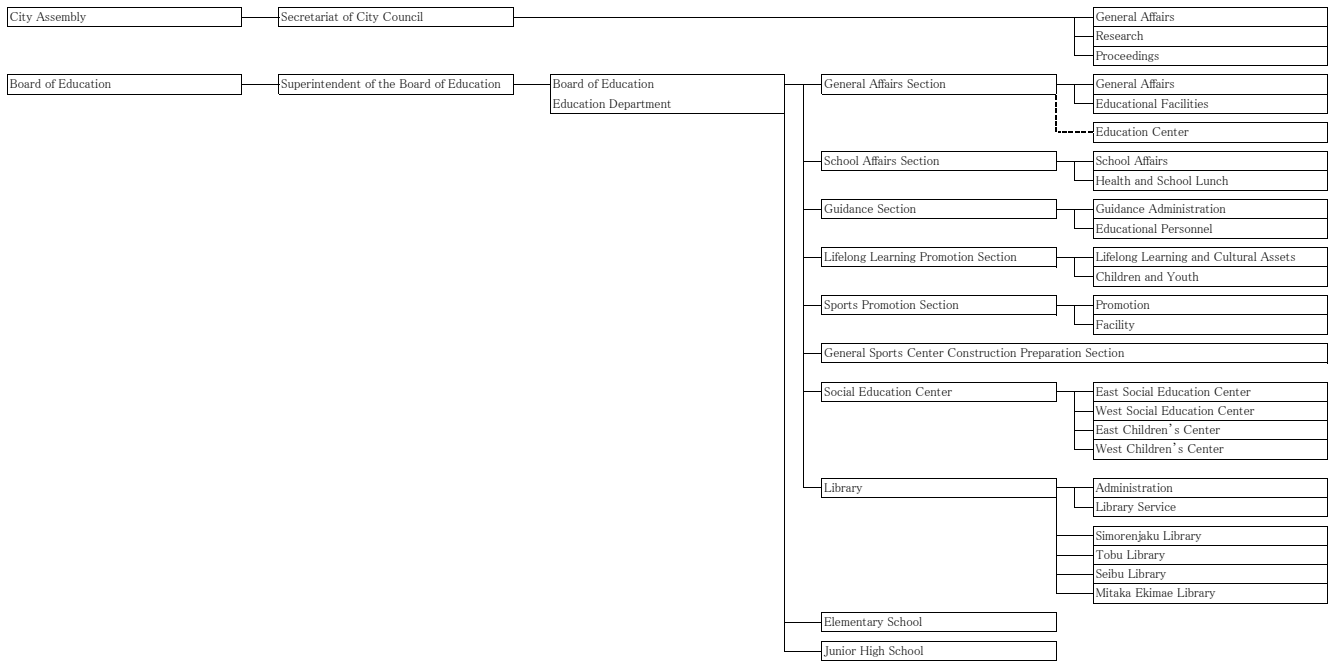 City Assembly
Secretariat of City Council
General Affairs
Research
Proceedings
Board of Education
Superintendent of the Board of Education
Board of Education
Education Department
General Affairs Section
General Affairs
Educational Facilities
Education Center
School Affairs Section
School Affairs
Health and School Lunch
Guidance Section
Guidance Administration
Educational Personnel
Lifelong Learning Promotion Section
Lifelong Learning and Cultural Assets
Children and Youth
Sports Promotion Section
Promotion
Facility
General Sports Center Construction Preparation Section
Social Education Center
East Social Education Center
West Social Education Center
East Children’s Center
West Children’s Center
Library
Administration
Library Service
Simorenjaku Library
Tobu Library
Seibu Library
Mitaka Ekimae Library
Elementary School
Junior High School